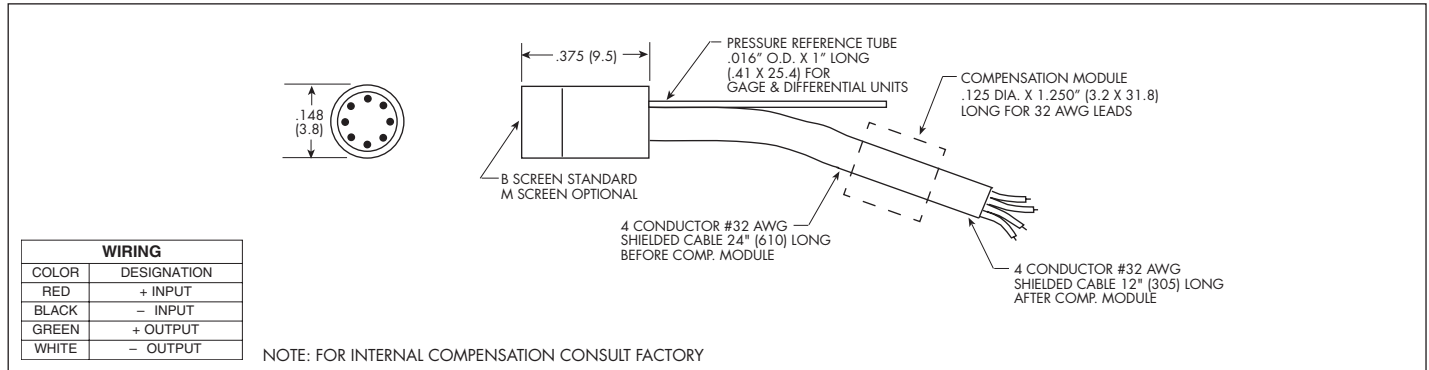 .375 (9.5)
PRESSURE REFERENCE TUBE
.016" O.D. X 1" LONG
(.41 X 25.4) FOR
GAGE & DIFFERENTIAL UNITS
COMPENSATION MODULE
.125 DIA. X 1.250" (3.2 X 31.8)
LONG FOR 32 AWG LEADS
.148
(3.8)
B SCREEN STANDARD
M SCREEN OPTIONAL
4 CONDUCTOR #32 AWG
SHIELDED CABLE 24" (610) LONG
BEFORE COMP. MODULE
4 CONDUCTOR #32 AWG
SHIELDED CABLE 12" (305) LONG
AFTER COMP. MODULE
WIRING
COLOR DESIGNATION
RED + INPUT
BLACK – INPUT
GREEN + OUTPUT
WHITE – OUTPUT
NOTE: FOR INTERNAL COMPENSATION CONSULT FACTORY